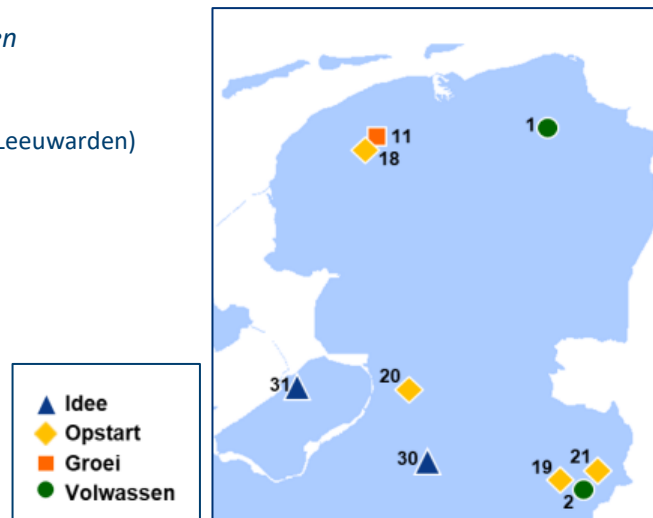 en
Leeuwarden)
1
11
18
31
20
30
19
21
2
Idee
Opstart
Groei
Volwassen